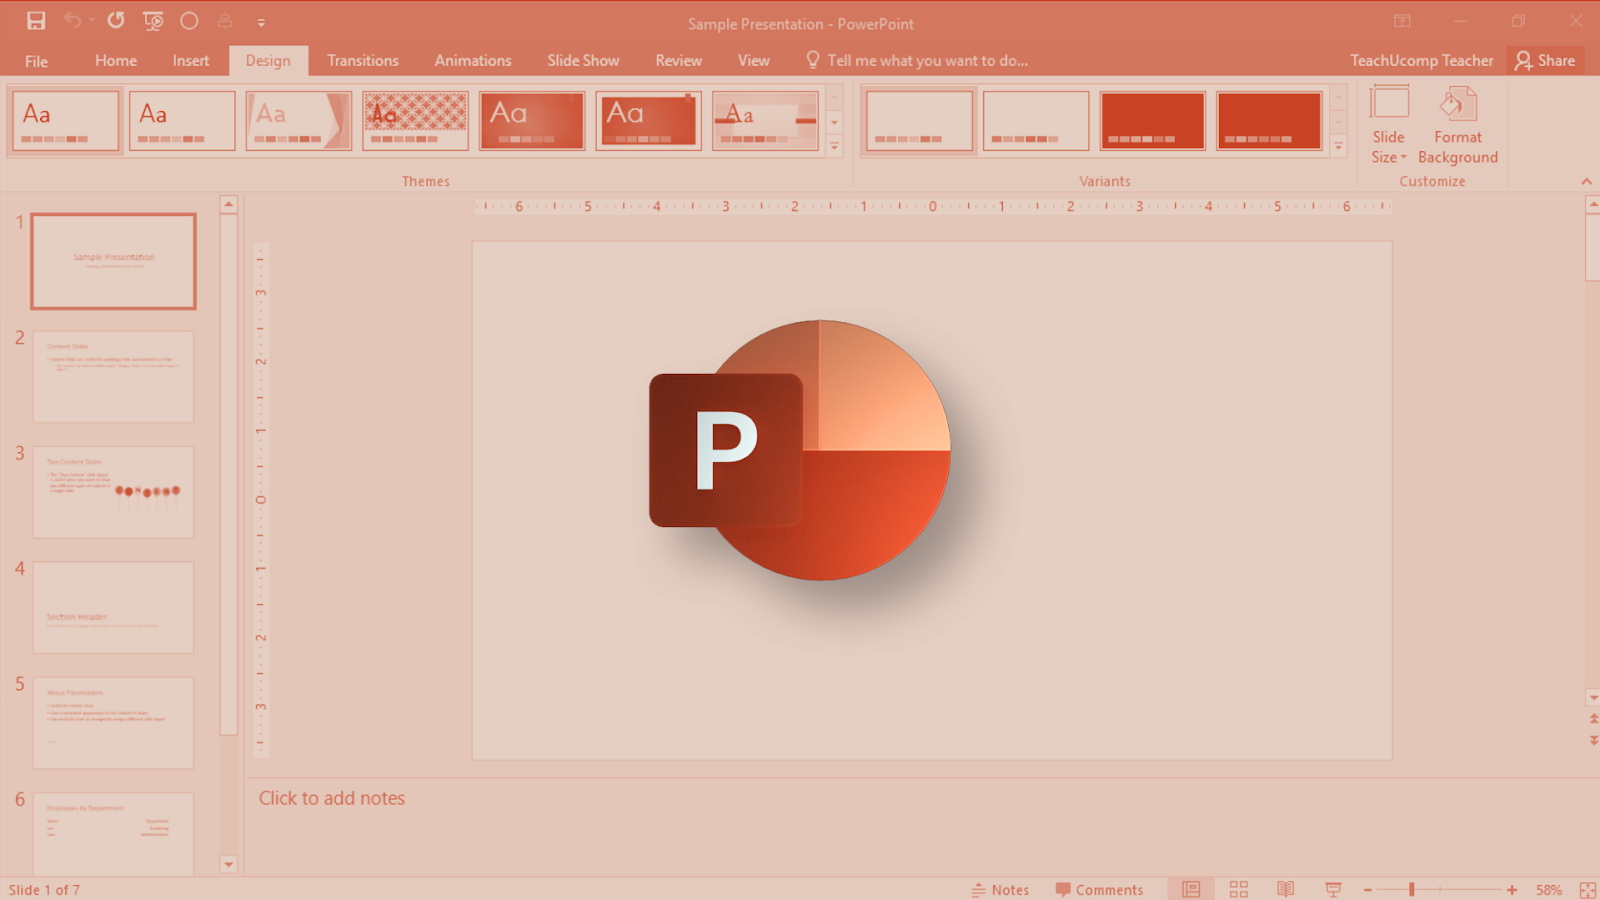 Sample Presentation - PowerPoint
File Home Insert Design Transitions Animations Slide Show Review View Tell me what you want to do... TeachUcomp Teacher Share
Aa Aa Aa Aa Aa Aa Aa
Slide Size
Format Background
Themes Variants Customize
6 5 4 3 2 1 0 1 2 3 4 5 6
3 2 1 0 1 2 3
1
Sample Presentation
2
Content Slides
3
Two Content Slides
4
Section Header
5
About Placeholders
6
Employees by Department
P
Click to add notes
Slide 1 of 7 Notes Comments 58%